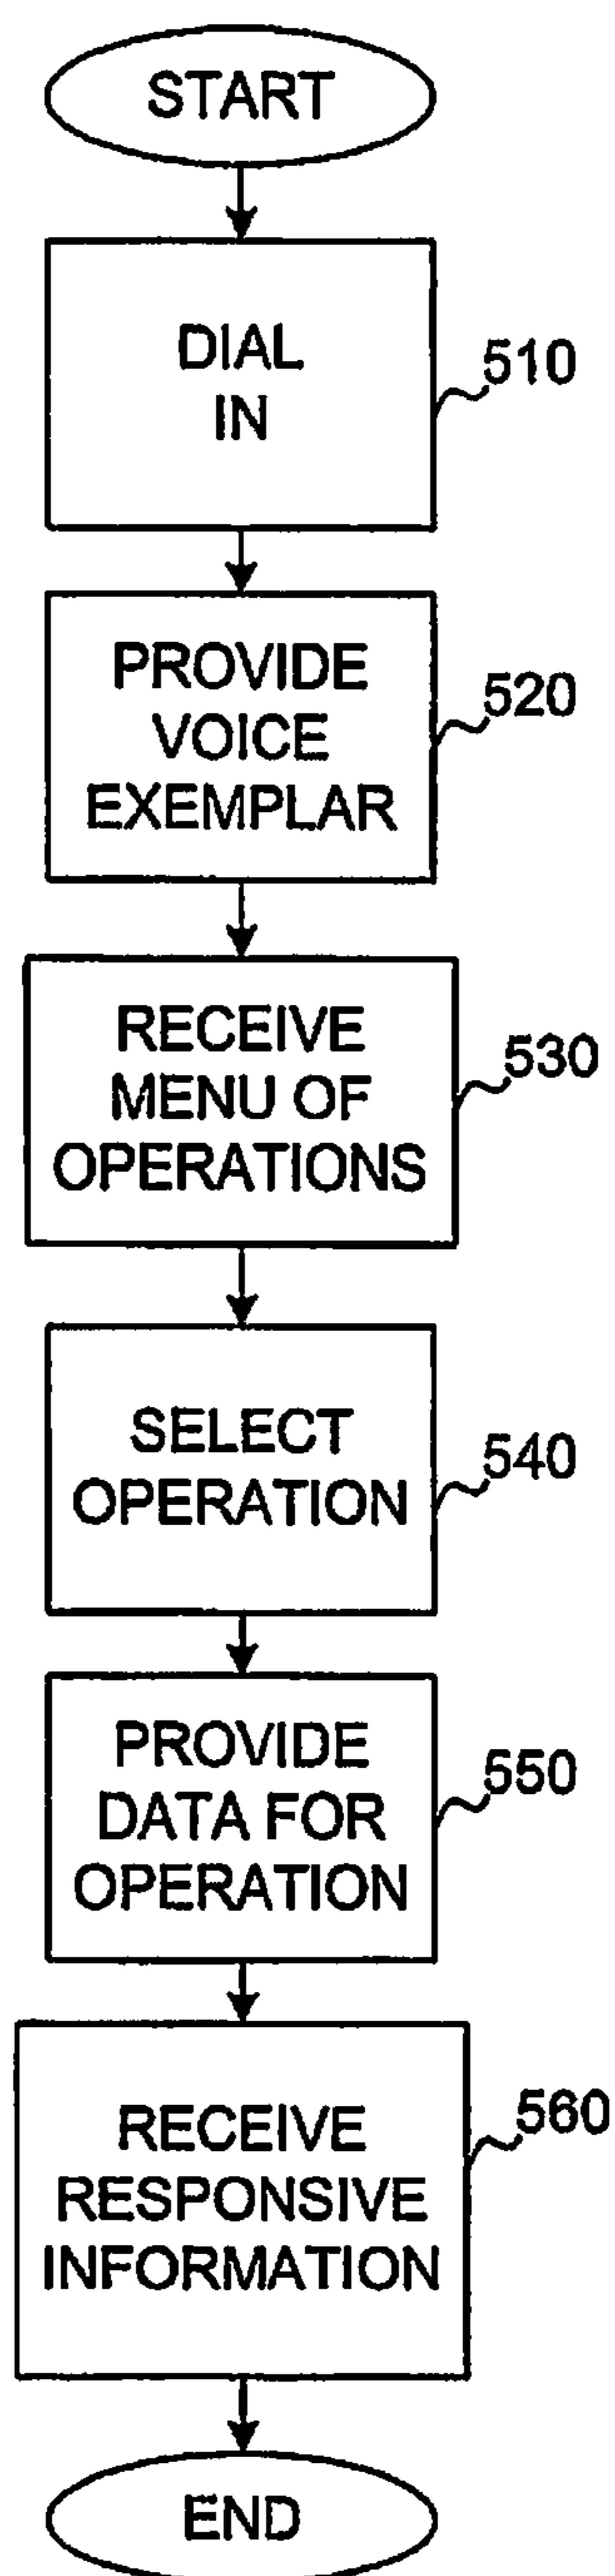 START
DIAL
IN
510
PROVIDE
VOICE
EXEMPLAR
520
RECEIVE
MENU OF
OPERATIONS
530
SELECT
OPERATION
540
PROVIDE
DATA FOR
OPERATION
550
RECEIVE
RESPONSIVE
INFORMATION
560
END